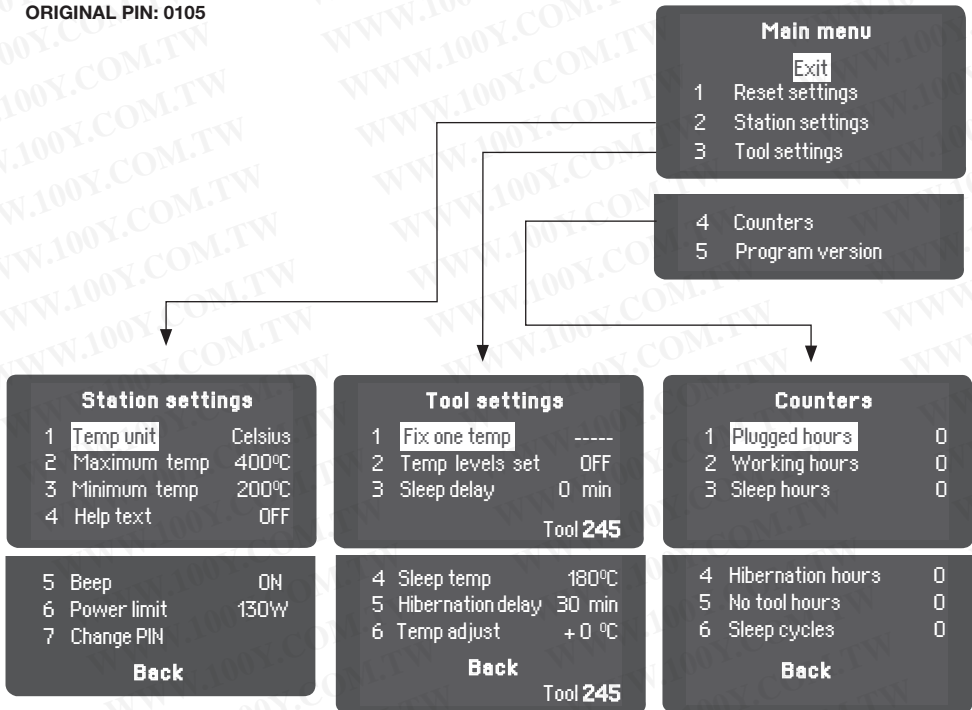 ORIGINAL PIN: 0105
Main menu
Exit
1 Reset settings
2 Station settings
3 Tool settings
4 Counters
5 Program version
Station settings
1 Temp unit Celsius
2 Maximum temp 400ºC
3 Minimum temp 200ºC
4 Help text OFF
5 Beep ON
6 Power limit 130W
7 Change PIN
Back
Tool settings
1 Fix one temp -----
2 Temp levels set OFF
3 Sleep delay 0 min
Tool 245
4 Sleep temp 180ºC
5 Hibernation delay 30 min
6 Temp adjust +0 ºC
Back
Tool 245
Counters
1 Plugged hours 0
2 Working hours 0
3 Sleep hours 0
4 Hibernation hours 0
5 No tool hours 0
6 Sleep cycles 0
Back
WWW.100Y.COM.TW